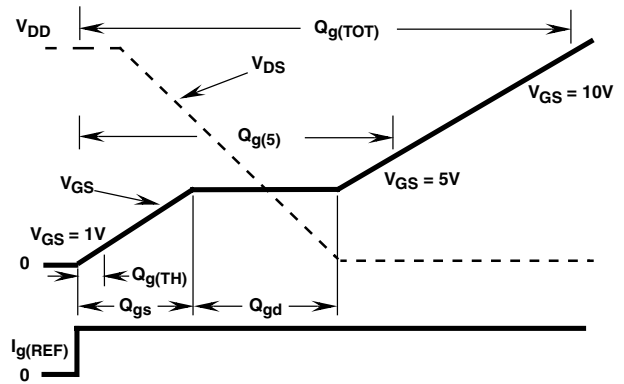 V_DD
Q_g(TOT)
V_DS
V_GS = 10V
Q_g(5)
V_GS
V_GS = 5V
V_GS = 1V
0
Q_g(TH)
Q_gs
Q_gd
I_g(REF)
0